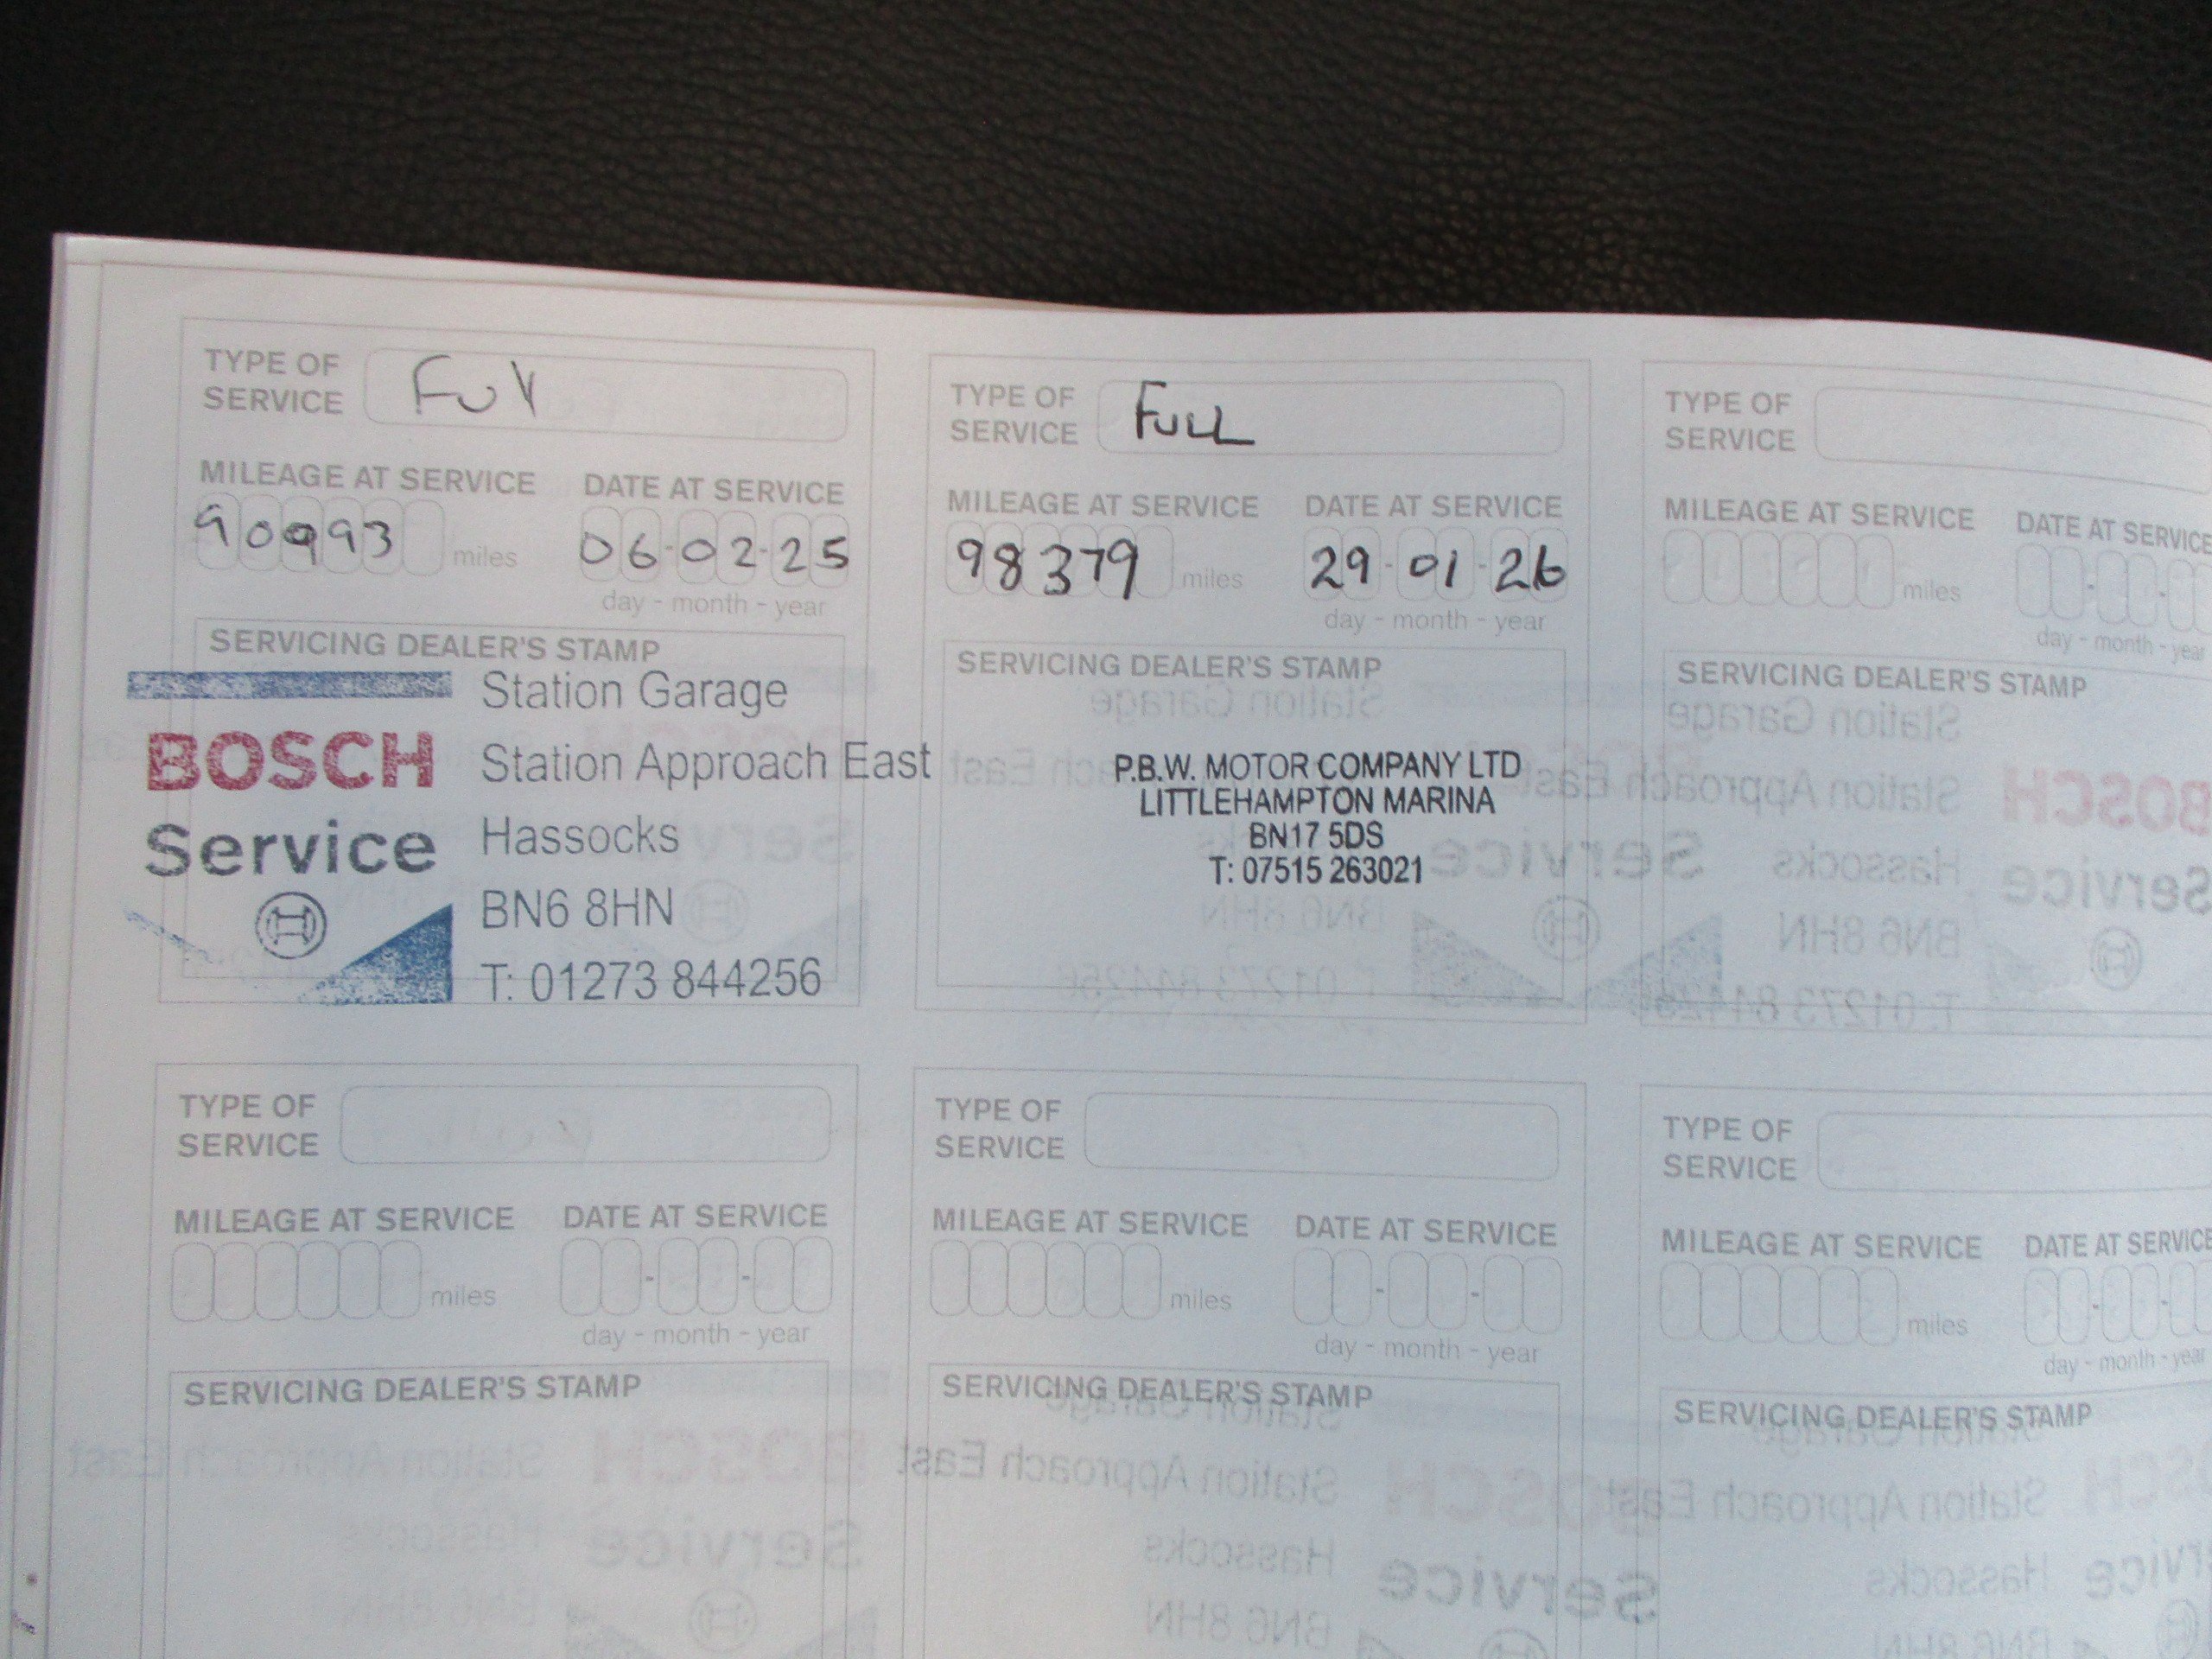 TYPE OF
SERVICE
Full
MILEAGE AT SERVICE
90993 miles
DATE AT SERVICE
06-02-25
day - month - year
SERVICING DEALER'S STAMP
BOSCH
Service
Station Garage
Station Approach East
Hassocks
BN6 8HN
T: 01273 844256
TYPE OF
SERVICE
FULL
MILEAGE AT SERVICE
98379 miles
DATE AT SERVICE
29-01-26
day - month - year
SERVICING DEALER'S STAMP
P.B.W. MOTOR COMPANY LTD
LITTLEHAMPTON MARINA
BN17 5DS
T: 07515 263021
TYPE OF
SERVICE
MILEAGE AT SERVICE
miles
DATE AT SERVICE
day - month - year
SERVICING DEALER'S STAMP
TYPE OF
SERVICE
MILEAGE AT SERVICE
miles
DATE AT SERVICE
day - month - year
SERVICING DEALER'S STAMP
TYPE OF
SERVICE
MILEAGE AT SERVICE
miles
DATE AT SERVICE
day - month - year
SERVICING DEALER'S STAMP
TYPE OF
SERVICE
MILEAGE AT SERVICE
miles
DATE AT SERVICE
day - month - year
SERVICING DEALER'S STAMP